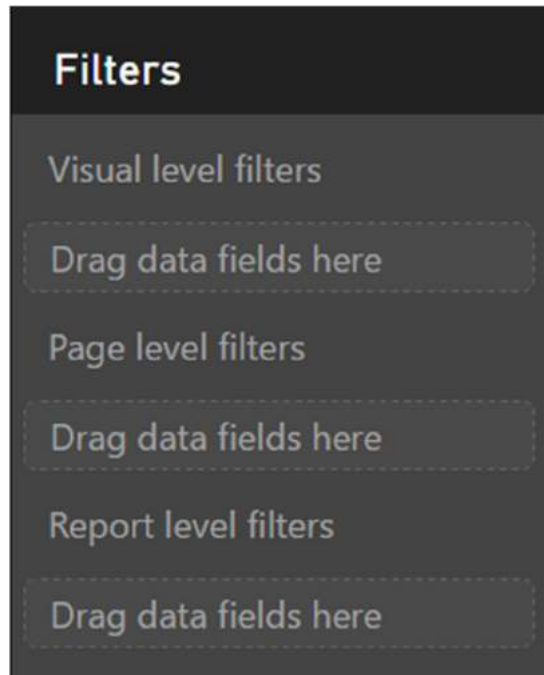 Filters
Visual level filters
Drag data fields here
Page level filters
Drag data fields here
Report level filters
Drag data fields here